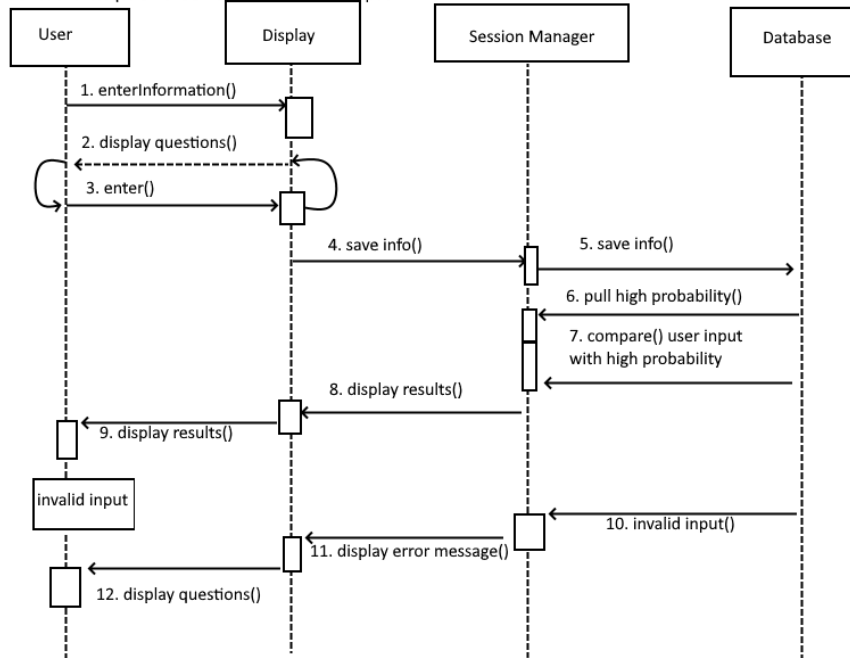 User
Display
Session Manager
Database
1. enterInformation()
2. display questions()
3. enter()
4. save info()
5. save info()
6. pull high probability()
7. compare() user input
with high probability
8. display results()
9. display results()
invalid input
10. invalid input()
11. display error message()
12. display questions()